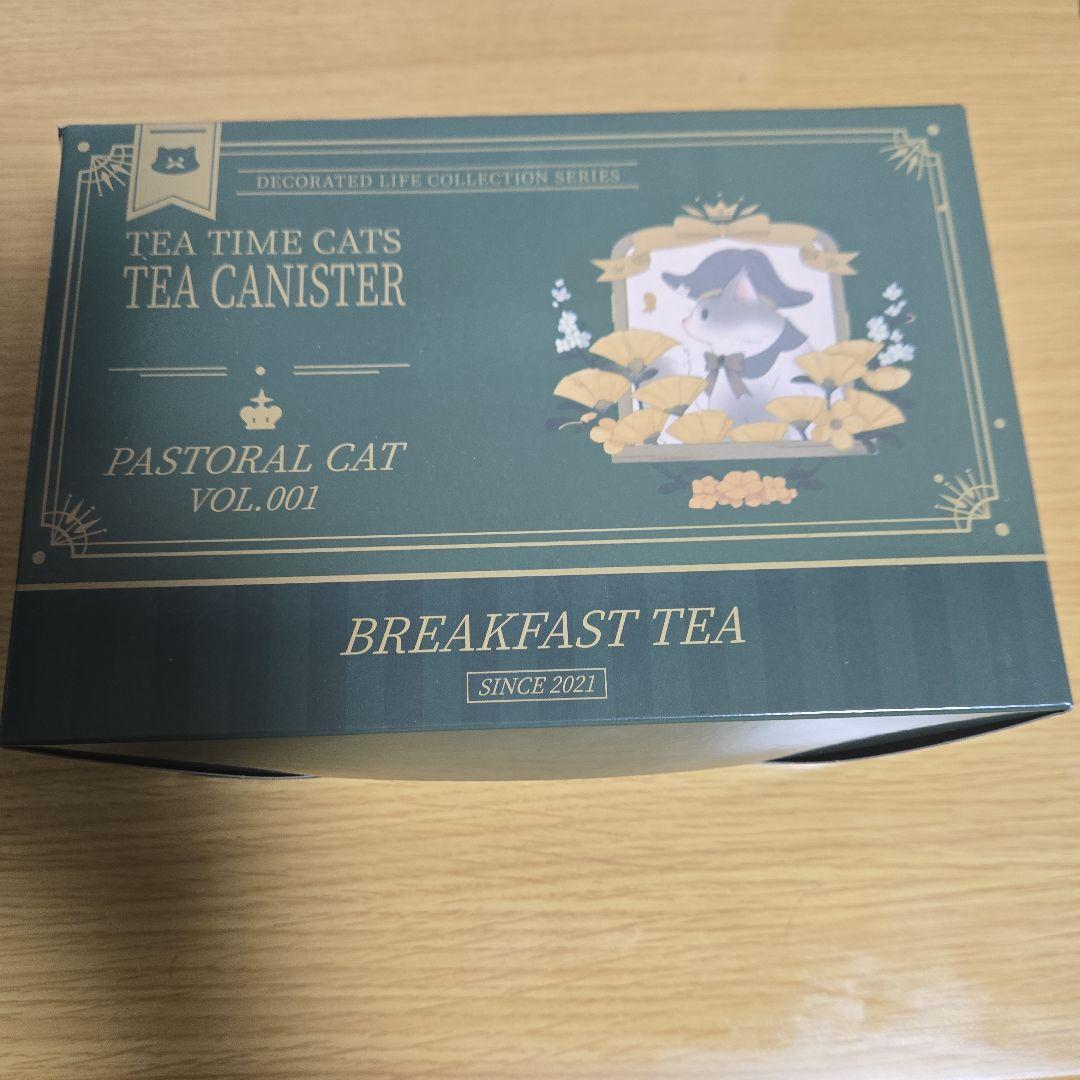 DECORATED LIFE COLLECTION SERIES
TEA TIME CATS
TEA CANISTER
PASTORAL CAT
VOL.001
BREAKFAST TEA
SINCE 2021